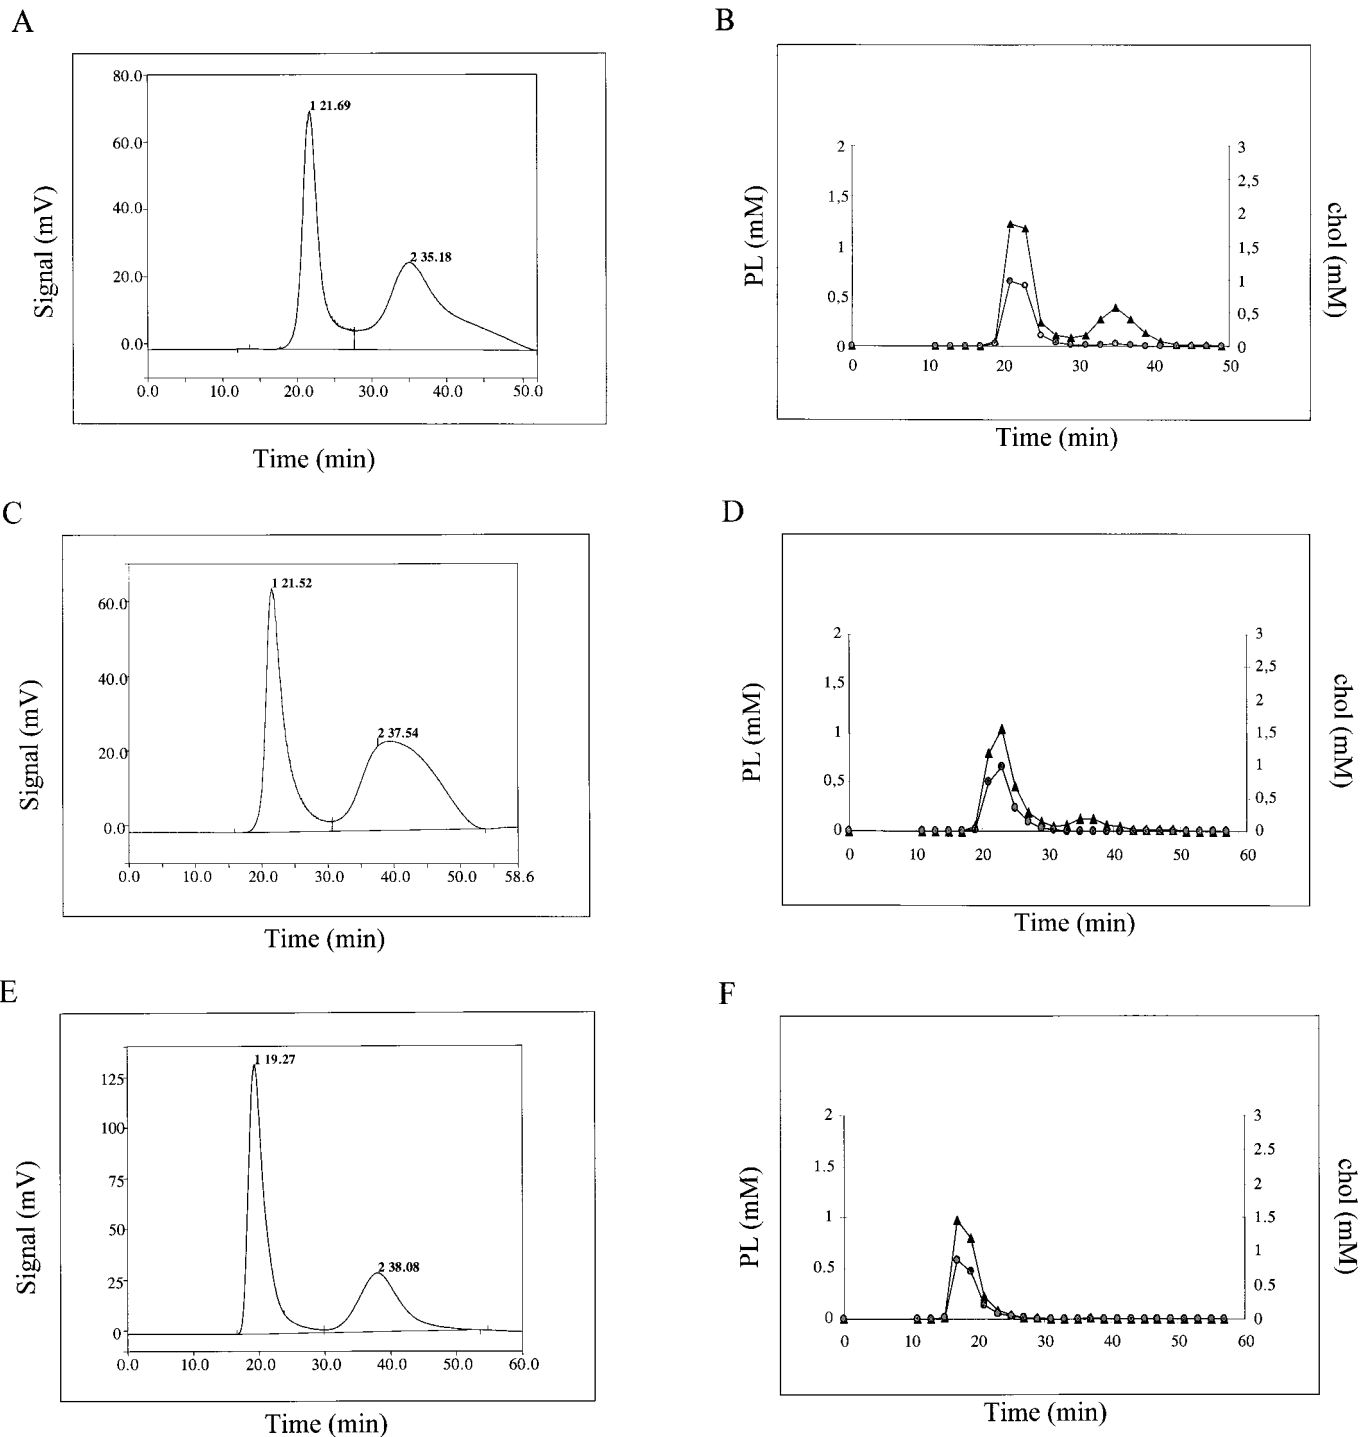 A
80.0
60.0
40.0
20.0
0.0
1 21.69
2 35.18
0.0 10.0 20.0 30.0 40.0 50.0
Signal (mV)
Time (min)
B
2
1,5
1
0,5
0
3
2,5
2
1,5
1
0,5
0
0 10 20 30 40 50
PL (mM)
chol (mM)
Time (min)
C
60.0
40.0
20.0
0.0
1 21.52
2 37.54
0.0 10.0 20.0 30.0 40.0 50.0 58.6
Signal (mV)
Time (min)
D
2
1,5
1
0,5
0
3
2,5
2
1,5
1
0,5
0
0 10 20 30 40 50 60
PL (mM)
chol (mM)
Time (min)
E
125
100
75
50
25
0
1 19.27
2 38.08
0.0 10.0 20.0 30.0 40.0 50.0 60.0
Signal (mV)
Time (min)
F
2
1.5
1
0.5
0
3
2.5
2
1.5
1
0.5
0
0 10 20 30 40 50 60
PL (mM)
chol (mM)
Time (min)